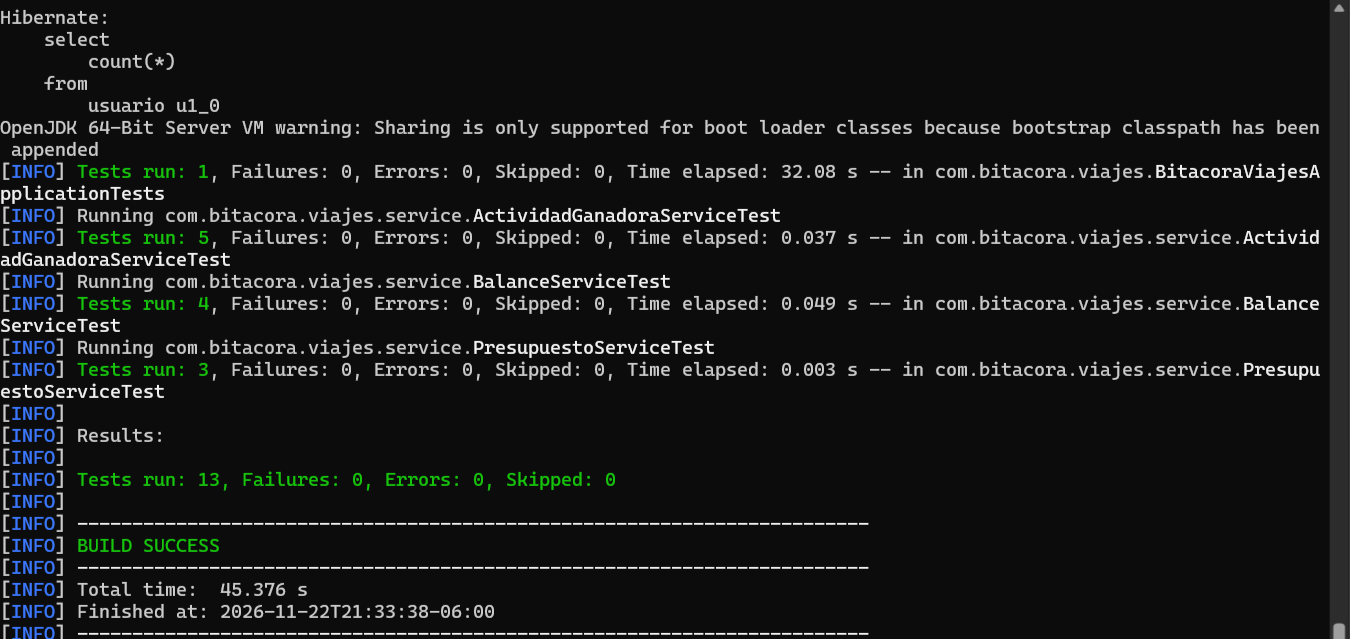 Hibernate:
    select
        count(*)
    from
        usuario u1_0
OpenJDK 64-Bit Server VM warning: Sharing is only supported for boot loader classes because bootstrap classpath has been
 appended
[INFO] Tests run: 1, Failures: 0, Errors: 0, Skipped: 0, Time elapsed: 32.08 s -- in com.bitacora.viajes.BitacoraViajesA
pplicationTests
[INFO] Running com.bitacora.viajes.service.ActividadGanadoraServiceTest
[INFO] Tests run: 5, Failures: 0, Errors: 0, Skipped: 0, Time elapsed: 0.037 s -- in com.bitacora.viajes.service.Activid
adGanadoraServiceTest
[INFO] Running com.bitacora.viajes.service.BalanceServiceTest
[INFO] Tests run: 4, Failures: 0, Errors: 0, Skipped: 0, Time elapsed: 0.049 s -- in com.bitacora.viajes.service.Balance
ServiceTest
[INFO] Running com.bitacora.viajes.service.PresupuestoServiceTest
[INFO] Tests run: 3, Failures: 0, Errors: 0, Skipped: 0, Time elapsed: 0.003 s -- in com.bitacora.viajes.service.Presupu
estoServiceTest
[INFO]
[INFO] Results:
[INFO]
[INFO] Tests run: 13, Failures: 0, Errors: 0, Skipped: 0
[INFO]
[INFO] ------------------------------------------------------------------------
[INFO] BUILD SUCCESS
[INFO] ------------------------------------------------------------------------
[INFO] Total time:  45.376 s
[INFO] Finished at: 2026-11-22T21:33:38-06:00
[INFO] ------------------------------------------------------------------------